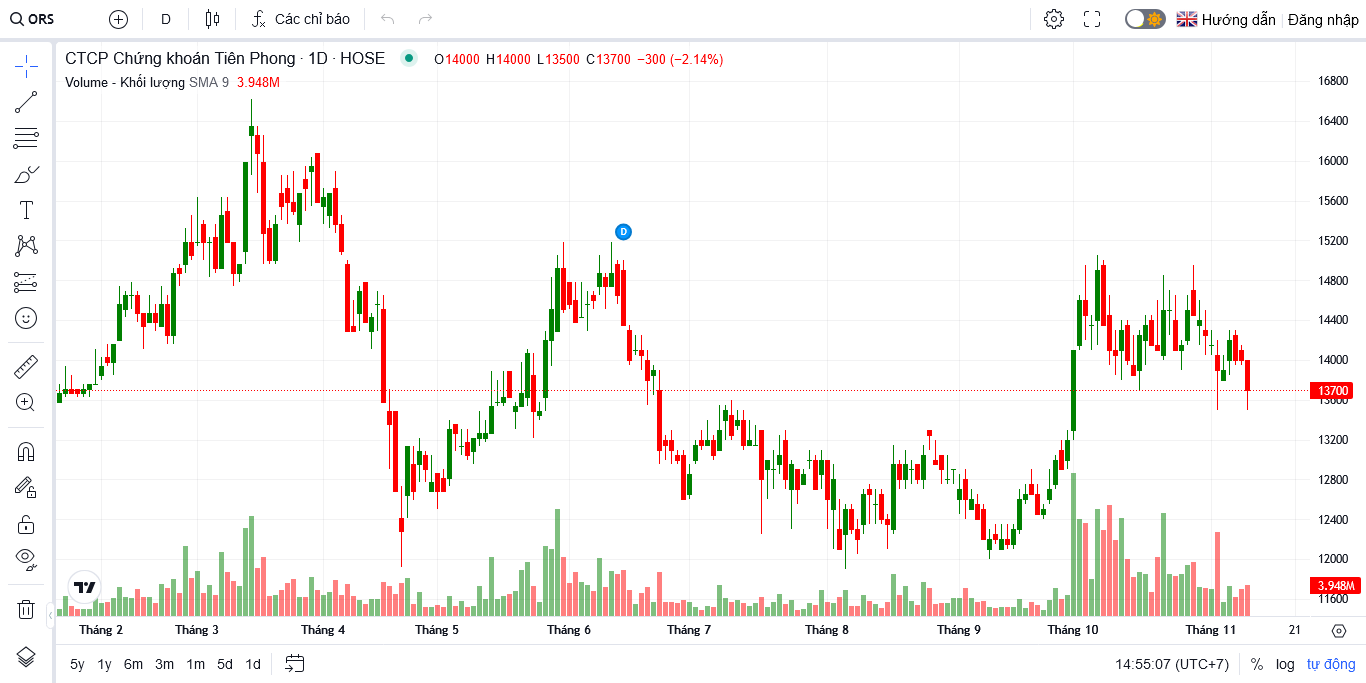 ORS D Các chỉ báo Hướng dẫn Đăng nhập
CTCP Chứng khoán Tiên Phong · 1D · HOSE O14000 H14000 L13500 C13700 −300 (−2.14%)
Volume - Khối lượng SMA 9 3.948M
16800
16400
16000
15600
15200
D
14800
14400
14000
13700
13600
13200
12800
12400
12000
3.948M
11600
Tháng 2 Tháng 3 Tháng 4 Tháng 5 Tháng 6 Tháng 7 Tháng 8 Tháng 9 Tháng 10 Tháng 11 21
5y 1y 6m 3m 1m 5d 1d 14:55:07 (UTC+7) % log tự động